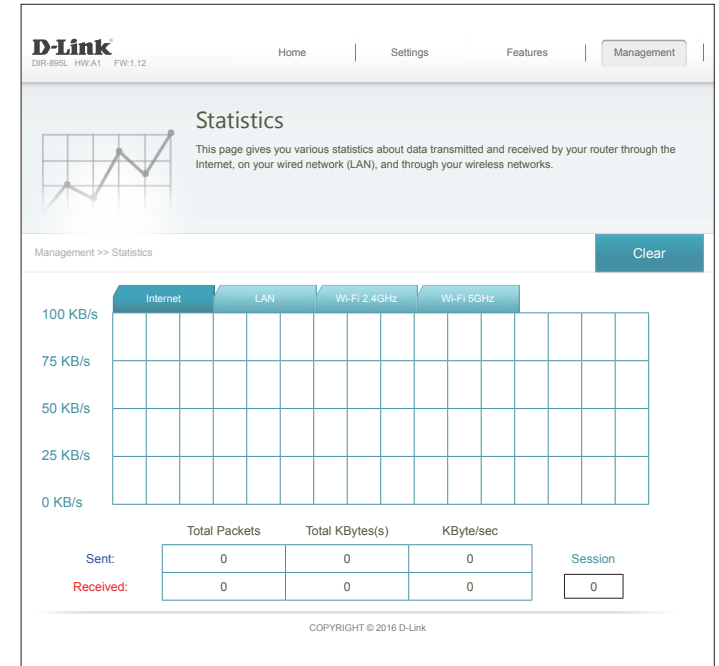 D-Link
DIR-895L HW:A1 FW:1.12
Home Settings Features Management
Statistics
This page gives you various statistics about data transmitted and received by your router through the
Internet, on your wired network (LAN), and through your wireless networks.
Management >> Statistics
Clear
Internet LAN Wi-Fi 2.4GHz Wi-Fi 5GHz
100 KB/s
75 KB/s
50 KB/s
25 KB/s
0 KB/s
Total Packets Total KBytes(s) KByte/sec
Sent: 0 0 0 Session
Received: 0 0 0 0
COPYRIGHT © 2016 D-Link